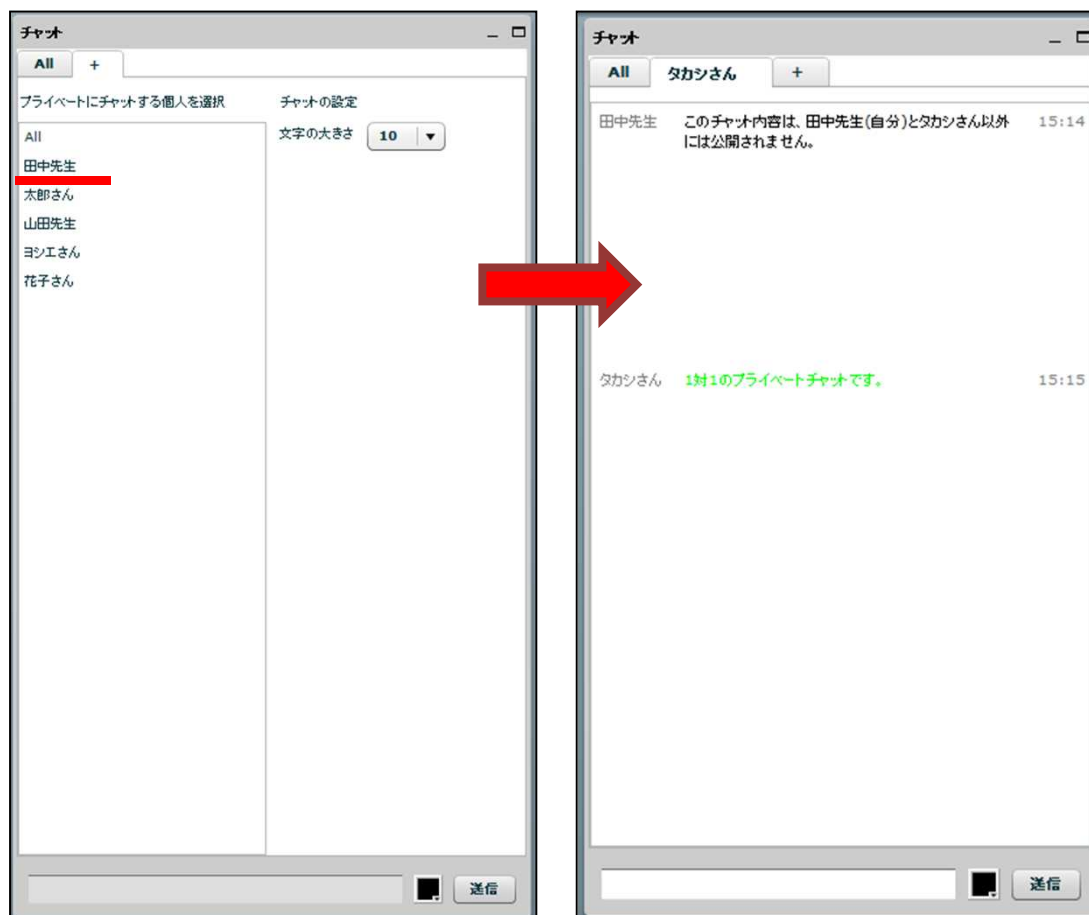 チャット
All +
プライベートにチャットする個人を選択
チャットの設定
文字の大きさ 10
All
田中先生
太郎さん
山田先生
ヨシエさん
花子さん
送信
チャット
All タカシさん +
田中先生 このチャット内容は、田中先生(自分)とタカシさん以外 15:14
には公開されません。
タカシさん 1対1のプライベートチャットです。 15:15
送信